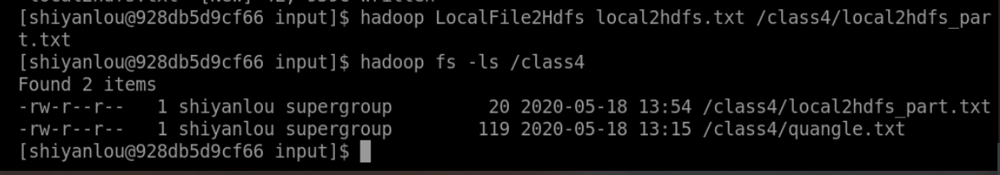 [shiyanlou@928db5d9cf66 input]$ hadoop LocalFile2Hdfs local2hdfs.txt /class4/local2hdfs_par
t.txt
[shiyanlou@928db5d9cf66 input]$ hadoop fs -ls /class4
Found 2 items
-rw-r--r--   1 shiyanlou supergroup         20 2020-05-18 13:54 /class4/local2hdfs_part.txt
-rw-r--r--   1 shiyanlou supergroup        119 2020-05-18 13:15 /class4/quangle.txt
[shiyanlou@928db5d9cf66 input]$